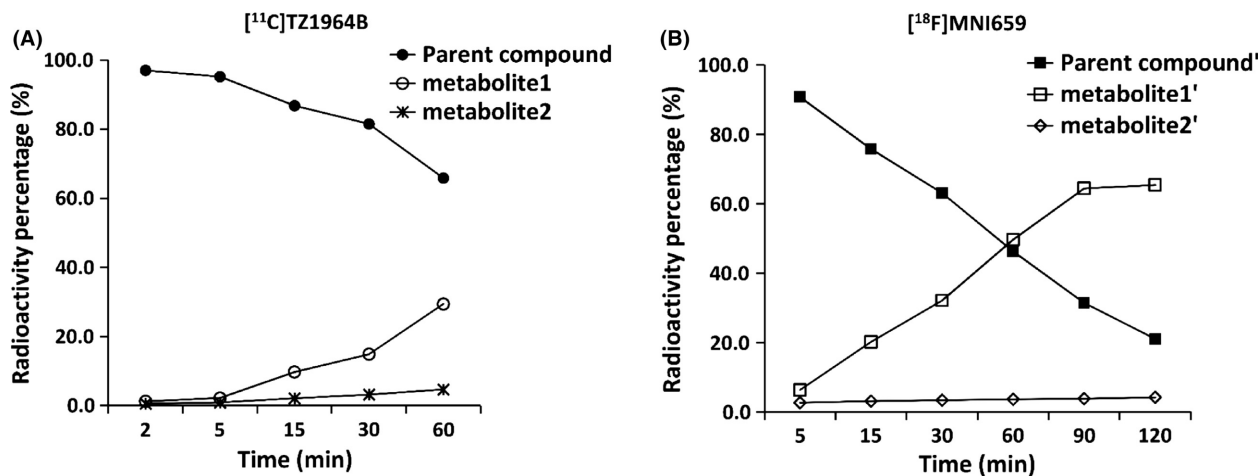 [¹¹C]TZ1964B
(A)
Parent compound
metabolite1
metabolite2
100.0
80.0
60.0
40.0
20.0
0.0
Radioactivity percentage (%)
2 5 15 30 60
Time (min)
[¹⁸F]MNI659
(B)
Parent compound'
metabolite1'
metabolite2'
100.0
80.0
60.0
40.0
20.0
0.0
Radioactivity percentage (%)
5 15 30 60 90 120
Time (min)